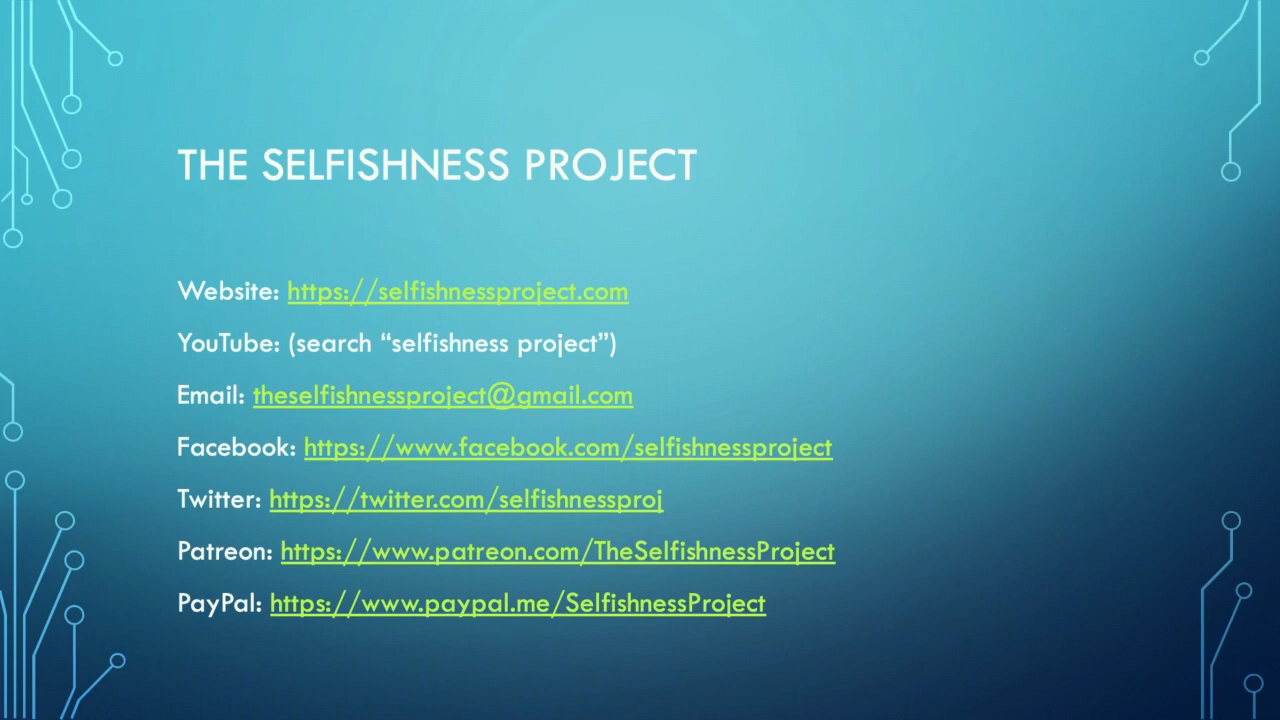 THE SELFISHNESS PROJECT
Website: https://selfishnessproject.com
YouTube: (search “selfishness project”)
Email: theselfishnessproject@gmail.com
Facebook: https://www.facebook.com/selfishnessproject
Twitter: https://twitter.com/selfishnessproj
Patreon: https://www.patreon.com/TheSelfishnessProject
PayPal: https://www.paypal.me/SelfishnessProject